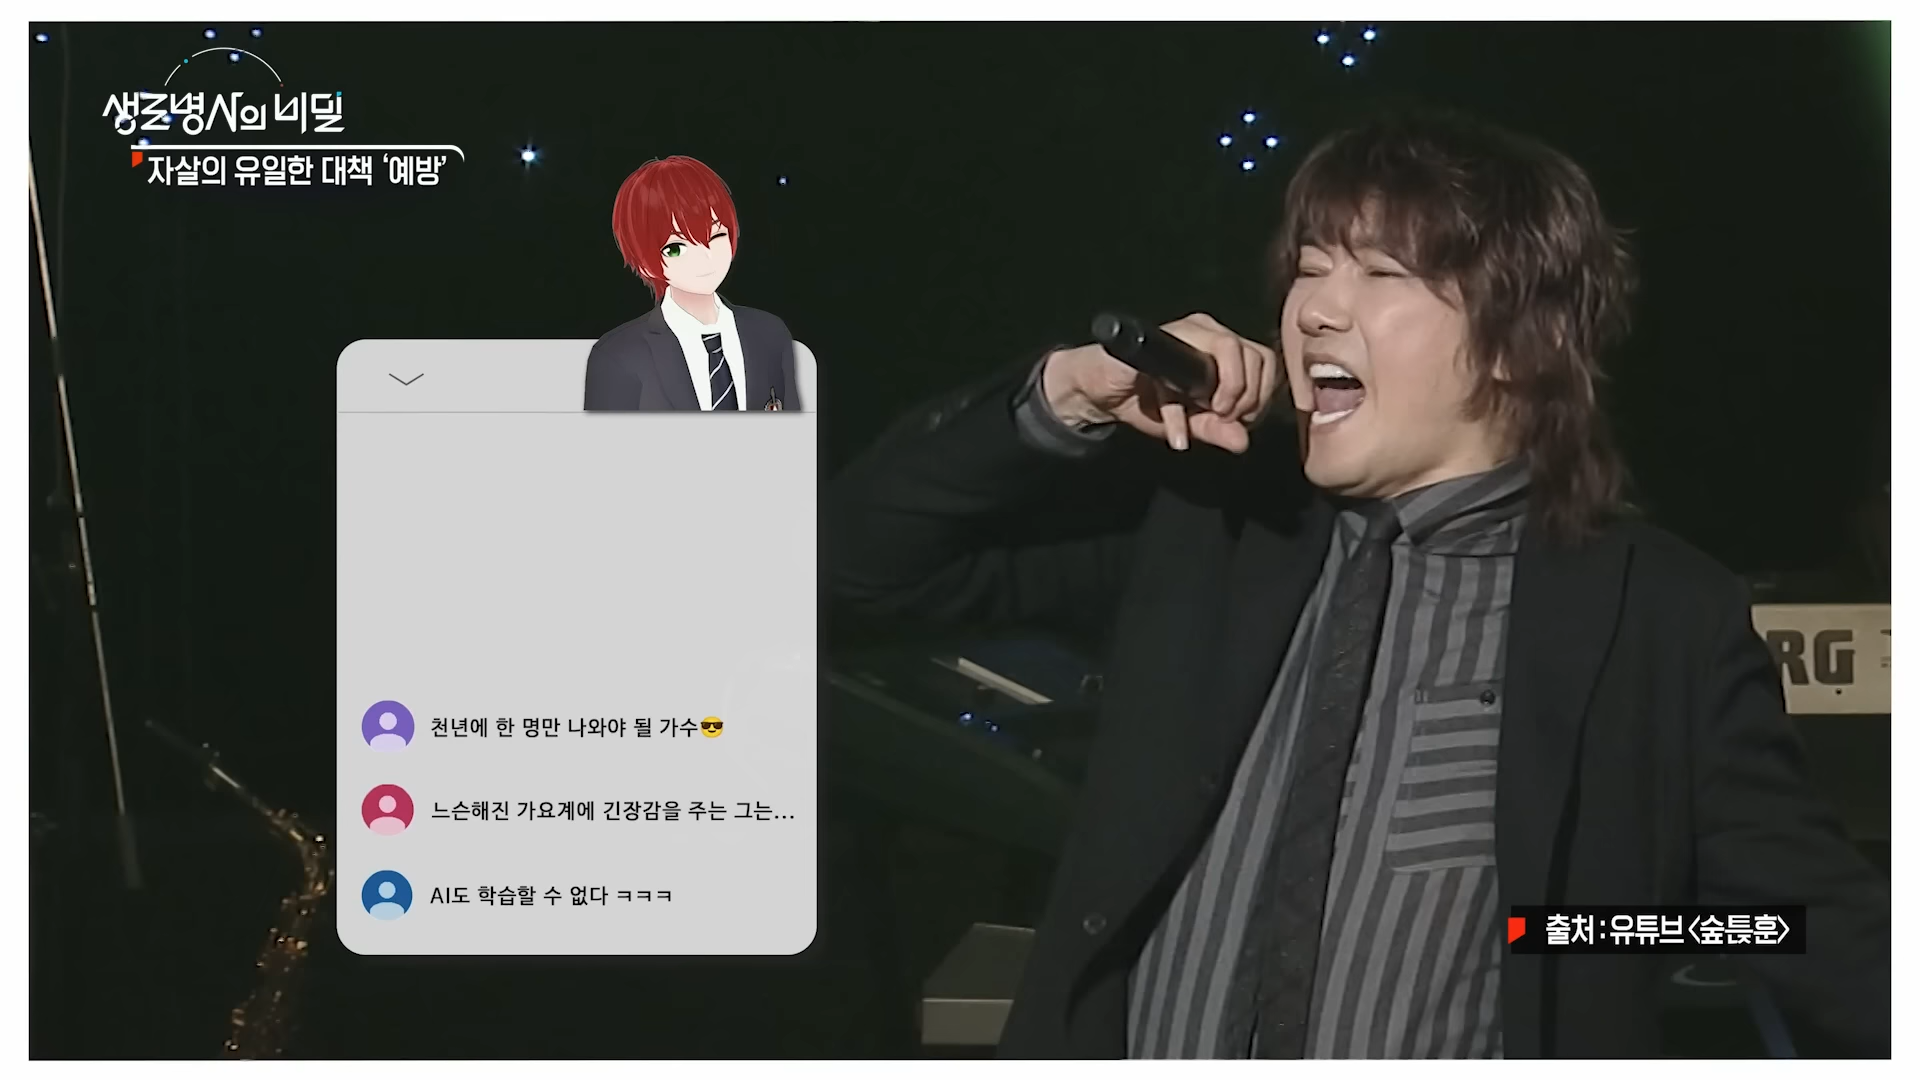 생로병사의 비밀
자살의 유일한 대책 ‘예방’
천년에 한 명만 나와야 될 가수😎
느슨해진 가요계에 긴장감을 주는 그는...
AI도 학습할 수 없다 ㅋㅋㅋ
RG
출처 : 유튜브 <숲튽훈>